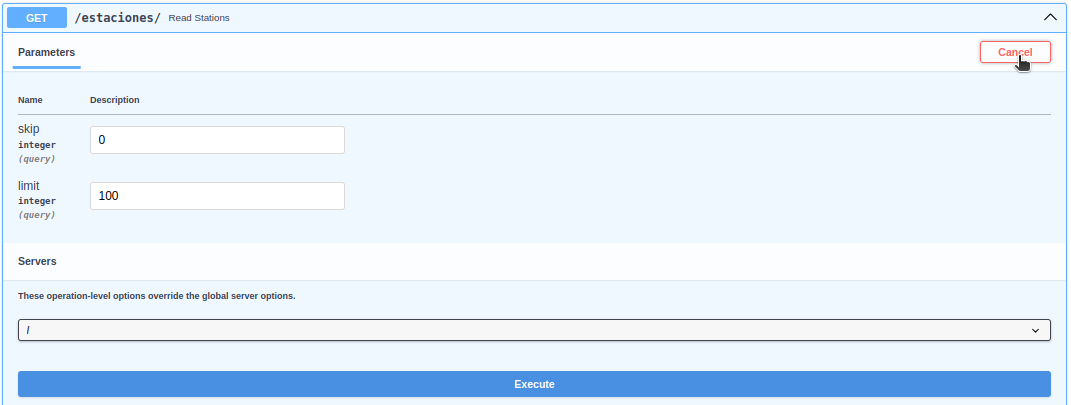 GET /estaciones/ Read Stations
Parameters
Cancel
Name Description
skip
integer
(query)
0
limit
integer
(query)
100
Servers
These operation-level options override the global server options.
/
Execute